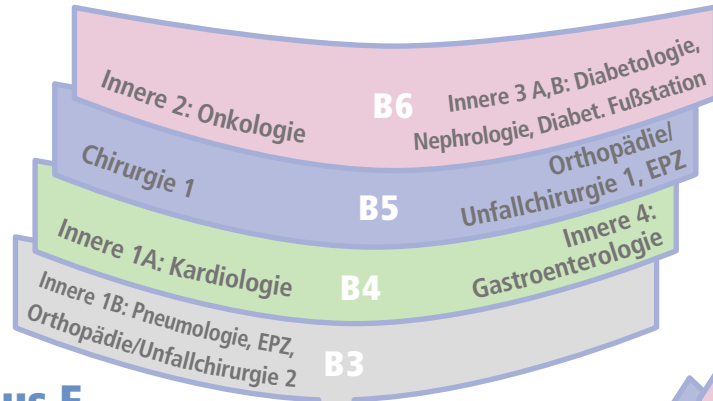 Innere 2: Onkologie
B6
Innere 3 A,B: Diabetologie,
Nephrologie, Diabet. Fußstation
Chirurgie 1
B5
Orthopädie/
Unfallchirurgie 1, EPZ
Innere 1A: Kardiologie
B4
Innere 4:
Gastroenterologie
Innere 1B: Pneumologie, EPZ,
Orthopädie/Unfallchirurgie 2
B3